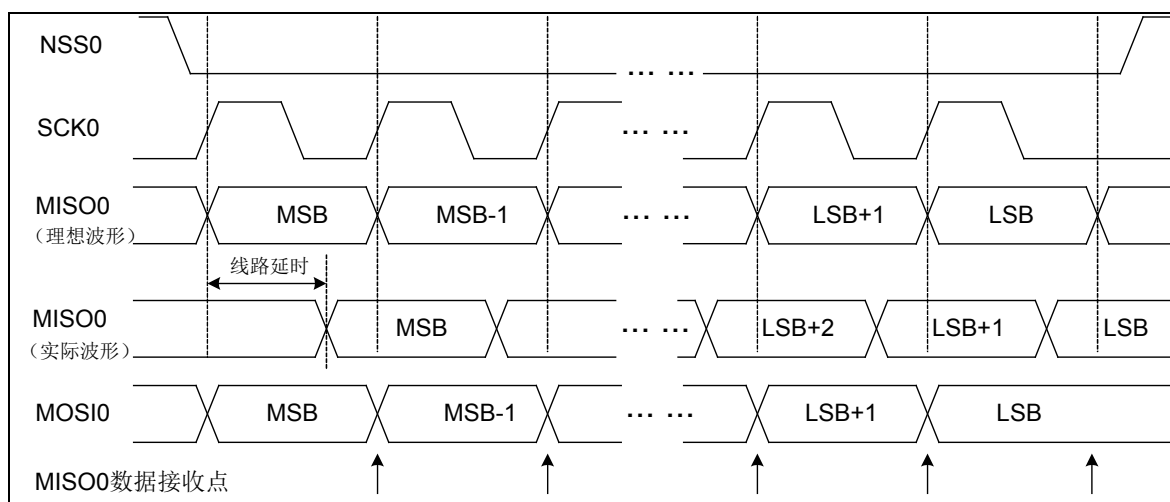 NSS0
... ...
SCK0
... ...
MISO0
(理想波形)
MSB MSB-1 ... ... LSB+1 LSB
线路延时
MISO0
(实际波形)
MSB ... ... LSB+2 LSB+1 LSB
MOSI0 MSB MSB-1 ... ... LSB+1 LSB
MISO0数据接收点